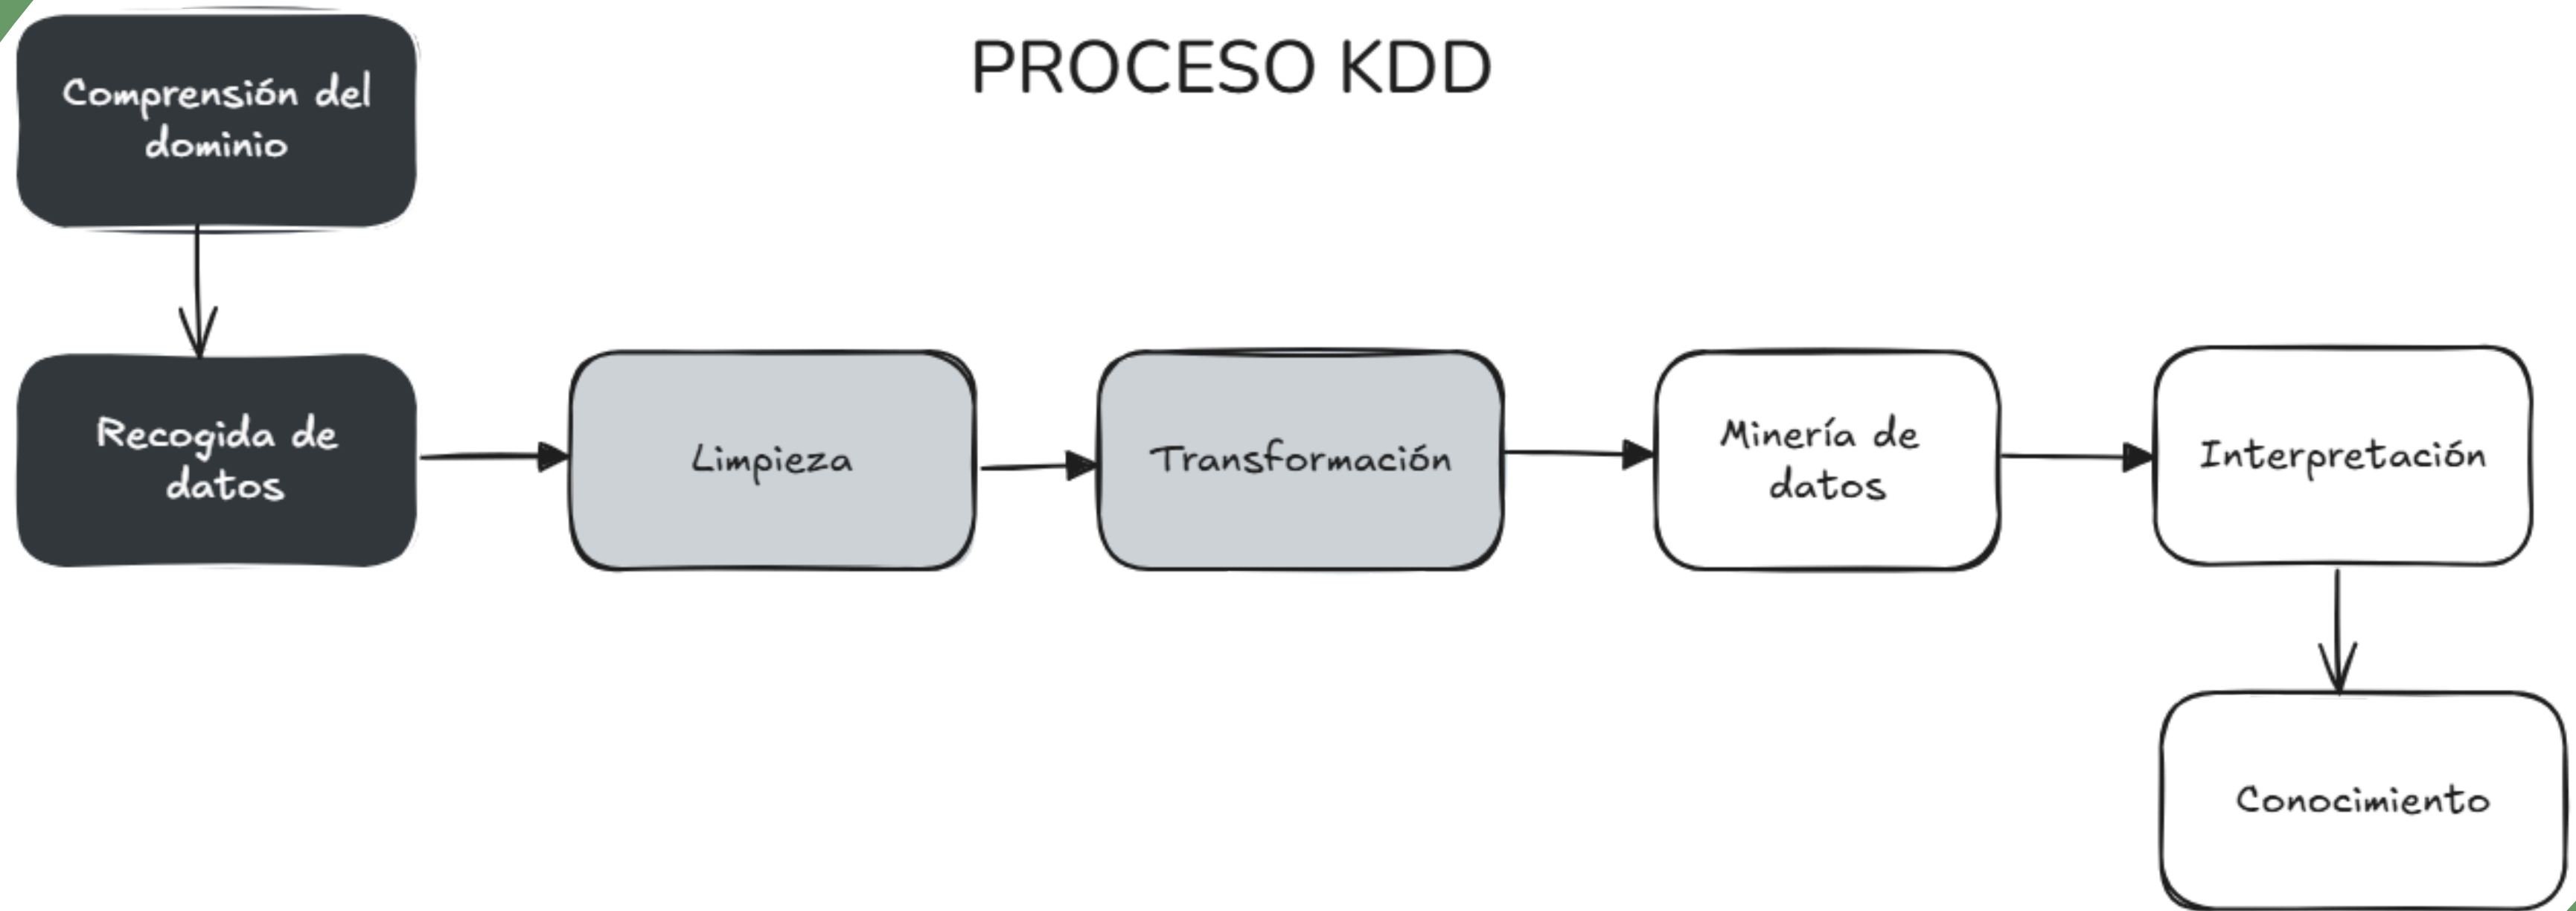 PROCESO KDD
Comprensión del
dominio
Recogida de
datos
Limpieza
Transformación
Minería de
datos
Interpretación
Conocimiento